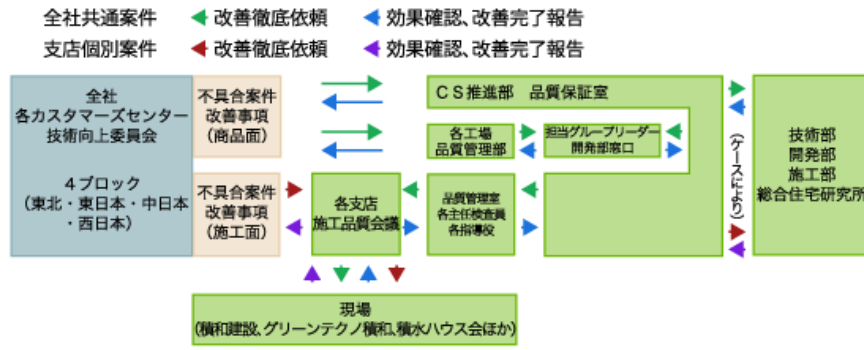 全社共通案件 改善徹底依頼 効果確認、改善完了報告
支店個別案件 改善徹底依頼 効果確認、改善完了報告
全社
各カスタマーズセンター
技術向上委員会
4ブロック
(東北・東日本・中日本
・西日本)
不具合案件
改善事項
(商品面)
不具合案件
改善事項
(施工面)
各支店
施工品質会議
CS推進部 品質保証室
各工場
品質管理部
担当グループリーダー
開発部窓口
品質管理室
各主任検査員
各指導役
(ケースにより)
技術部
開発部
施工部
総合住宅研究所
現場
(積和建設、グリーンテクノ積和、積水ハウス会ほか)